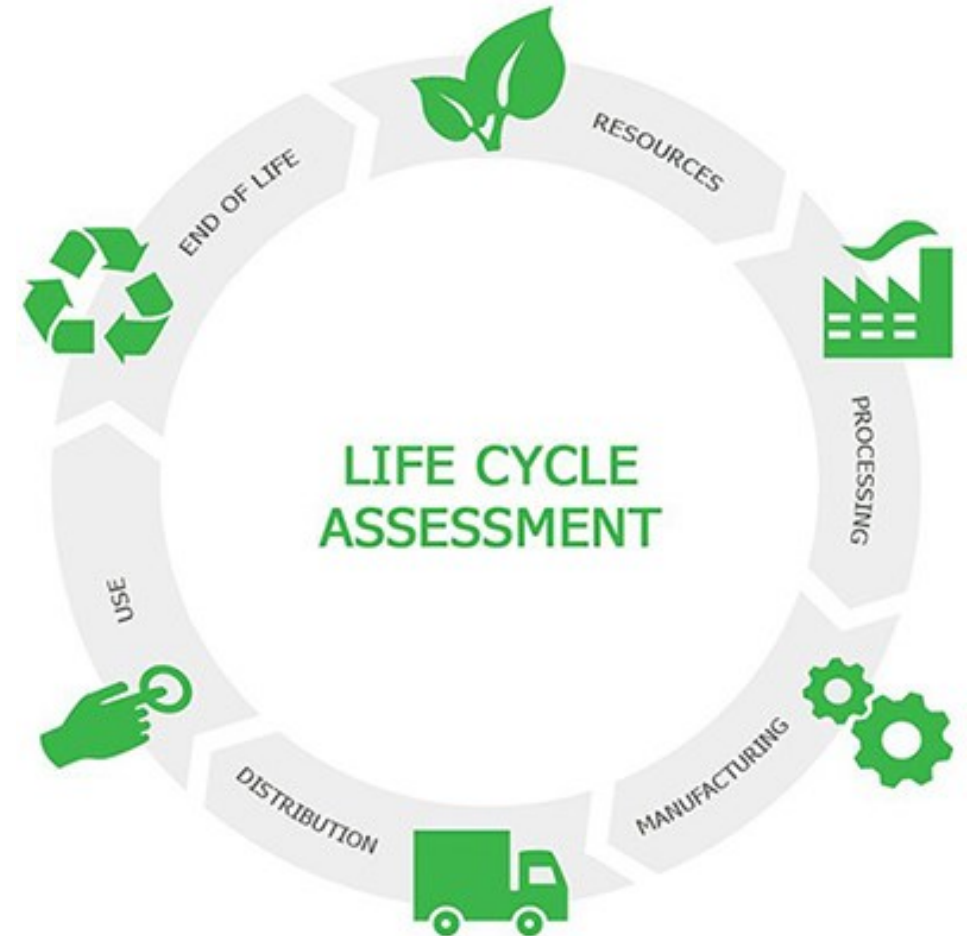 LIFE CYCLE
ASSESSMENT
RESOURCES
PROCESSING
MANUFACTURING
DISTRIBUTION
USE
END OF LIFE